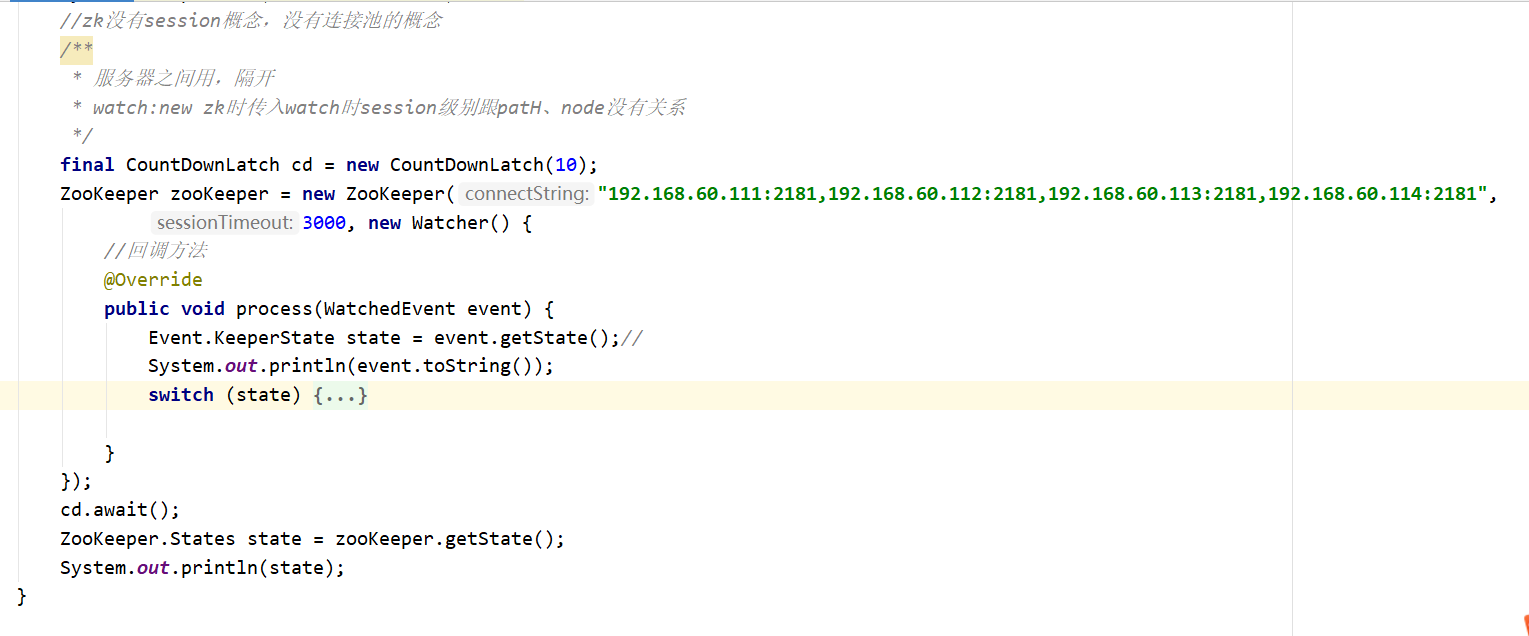 //zk没有session概念，没有连接池的概念
/**
 * 服务器之间用，隔开
 * watch:new zk时传入watch时session级别跟patH、node没有关系
 */
final CountDownLatch cd = new CountDownLatch(10);
ZooKeeper zooKeeper = new ZooKeeper( connectString: "192.168.60.111:2181,192.168.60.112:2181,192.168.60.113:2181,192.168.60.114:2181",
sessionTimeout: 3000, new Watcher() {
//回调方法
@Override
public void process(WatchedEvent event) {
Event.KeeperState state = event.getState();//
System.out.println(event.toString());
switch (state) {...}
}
});
cd.await();
ZooKeeper.States state = zooKeeper.getState();
System.out.println(state);
}